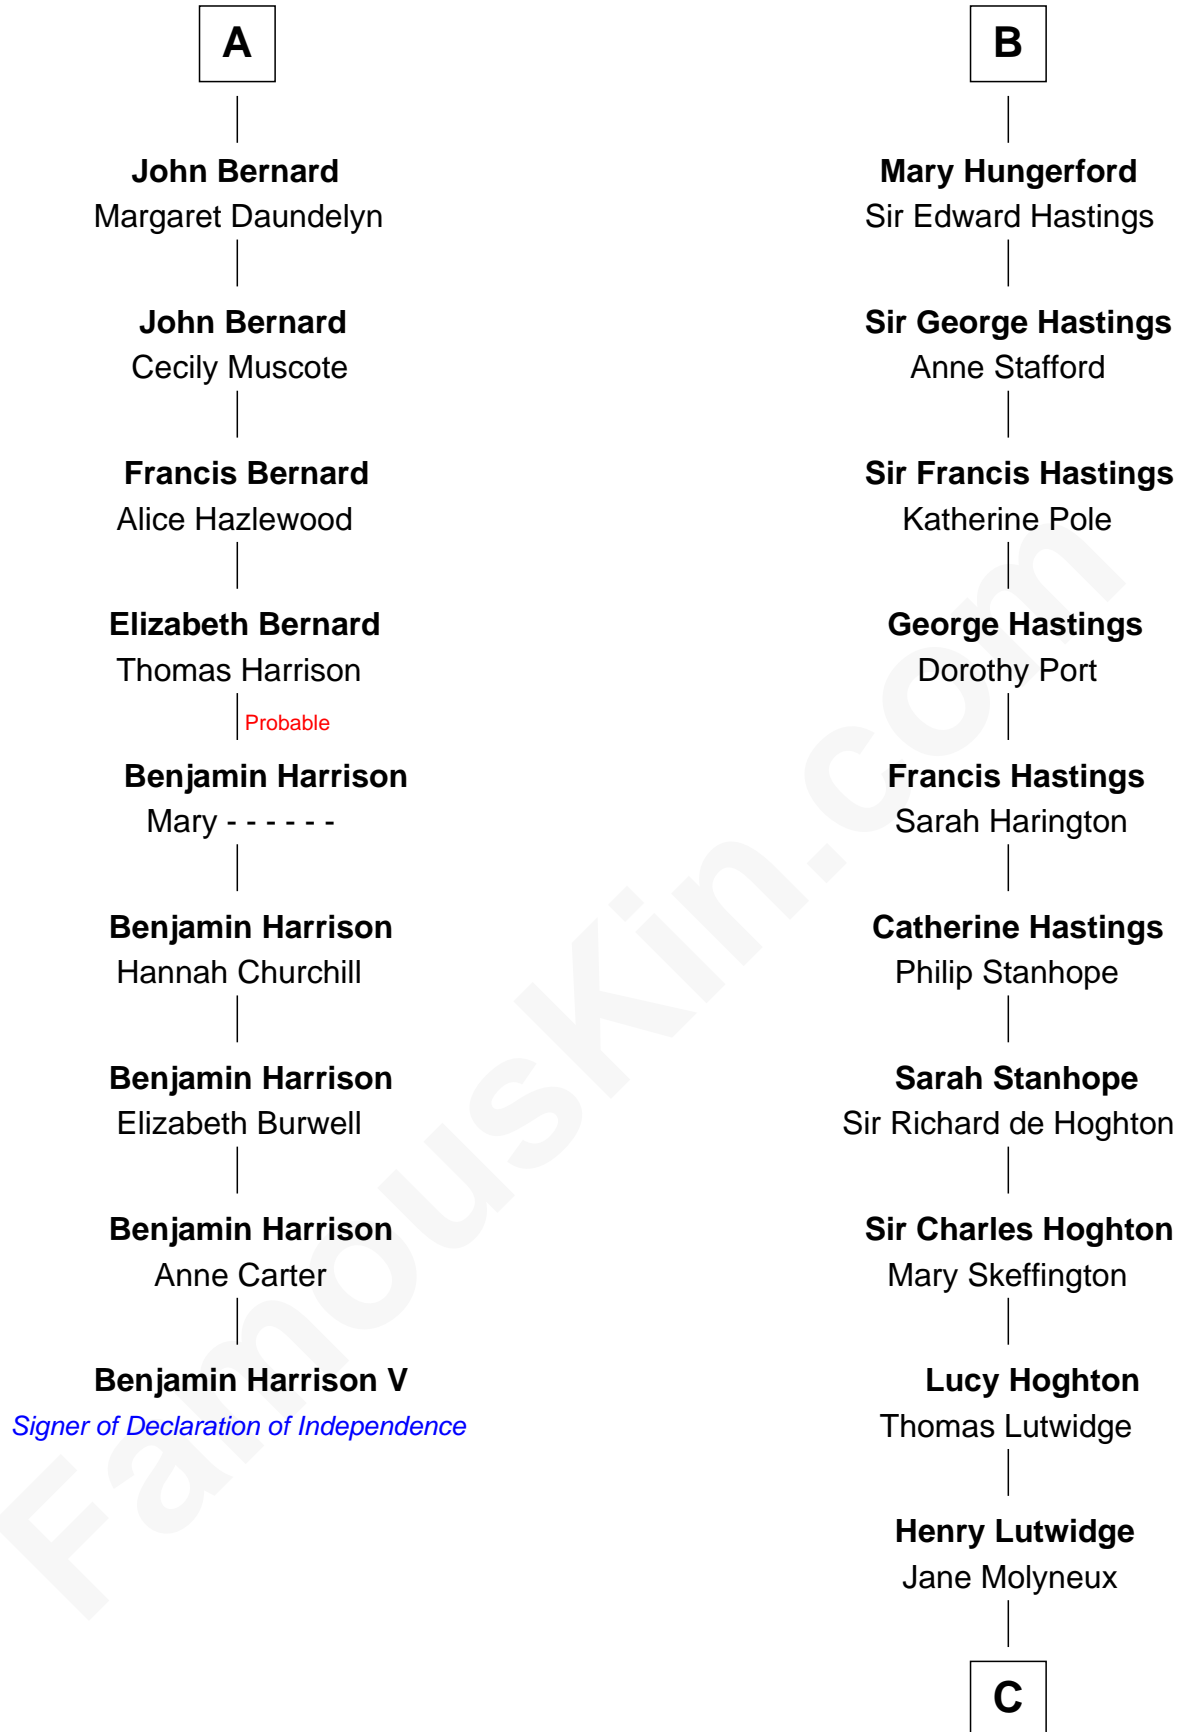 A
John Bernard
Margaret Daundelyn
John Bernard
Cecily Muscote
Francis Bernard
Alice Hazlewood
Elizabeth Bernard
Thomas Harrison
Probable
Benjamin Harrison
Mary - - - - - -
Benjamin Harrison
Hannah Churchill
Benjamin Harrison
Elizabeth Burwell
Benjamin Harrison
Anne Carter
Benjamin Harrison V
Signer of Declaration of Independence
B
Mary Hungerford
Sir Edward Hastings
Sir George Hastings
Anne Stafford
Sir Francis Hastings
Katherine Pole
George Hastings
Dorothy Port
Francis Hastings
Sarah Harington
Catherine Hastings
Philip Stanhope
Sarah Stanhope
Sir Richard de Hoghton
Sir Charles Hoghton
Mary Skeffington
Lucy Hoghton
Thomas Lutwidge
Henry Lutwidge
Jane Molyneux
C
FamousKin.com